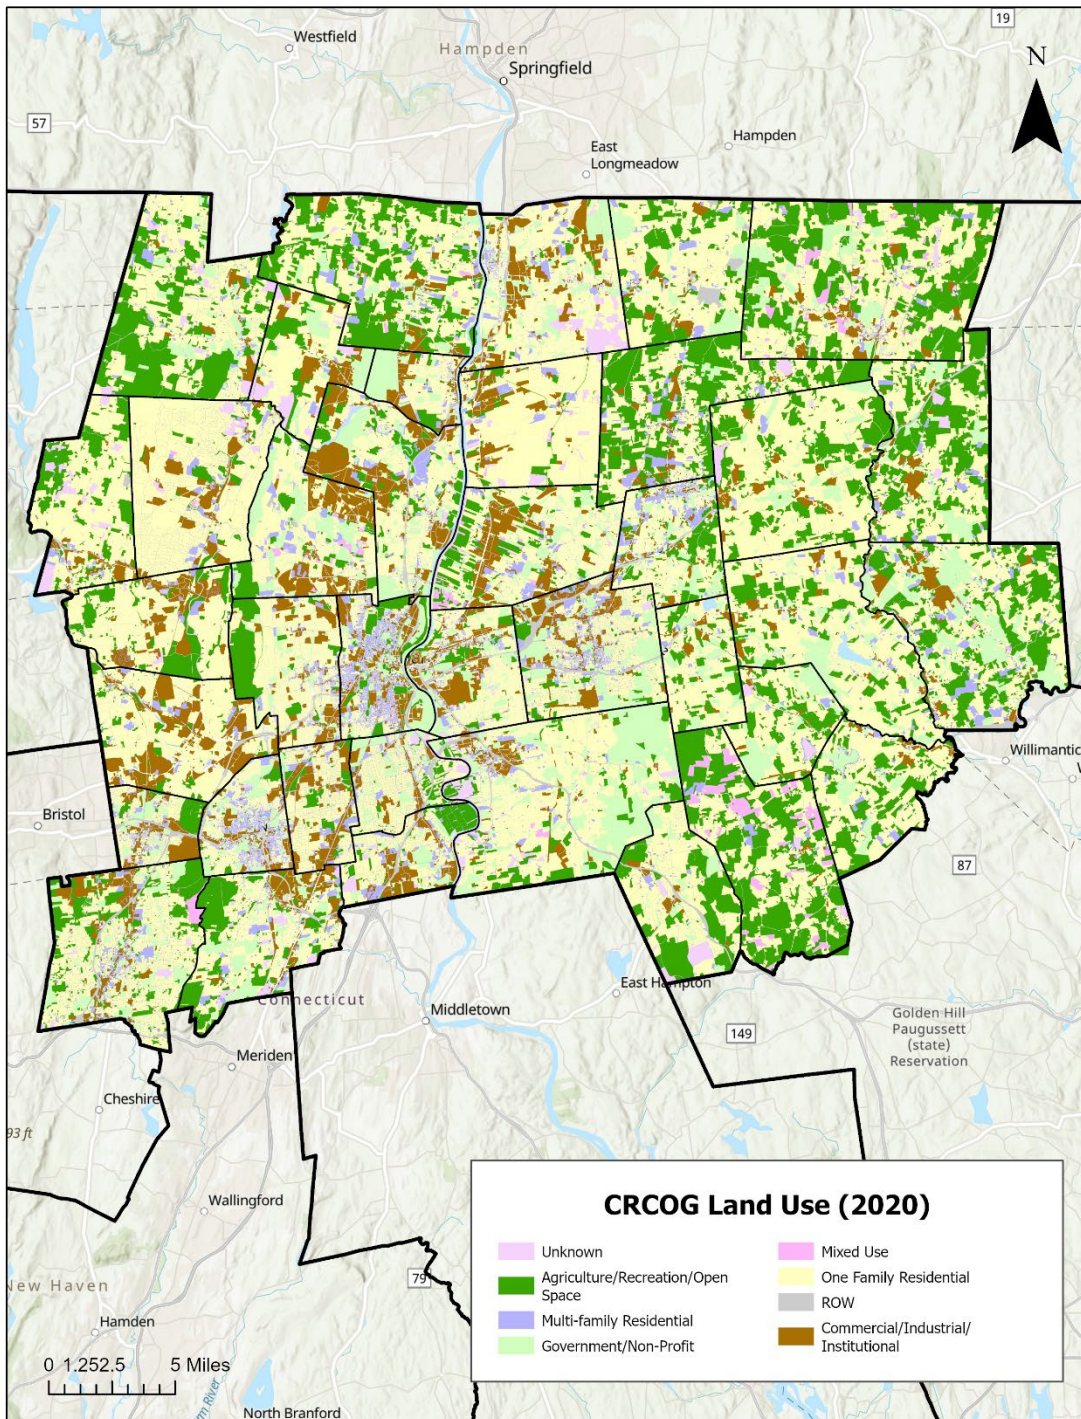 19
Westfield
Hampden
Springfield
N
57
Hampden
East
Longmeadow
Bristol
Willimantic
87
Connecticut
Middletown
East Hampton
149
Golden Hill
Paugussett
(state)
Reservation
Meriden
Cheshire
93 ft
Wallingford
New Haven
79
Hamden
0 1.252.5 5 Miles
North Branford
CRCOG Land Use (2020)
Unknown
Agriculture/Recreation/Open
Space
Multi-family Residential
Government/Non-Profit
Mixed Use
One Family Residential
ROW
Commercial/Industrial/
Institutional